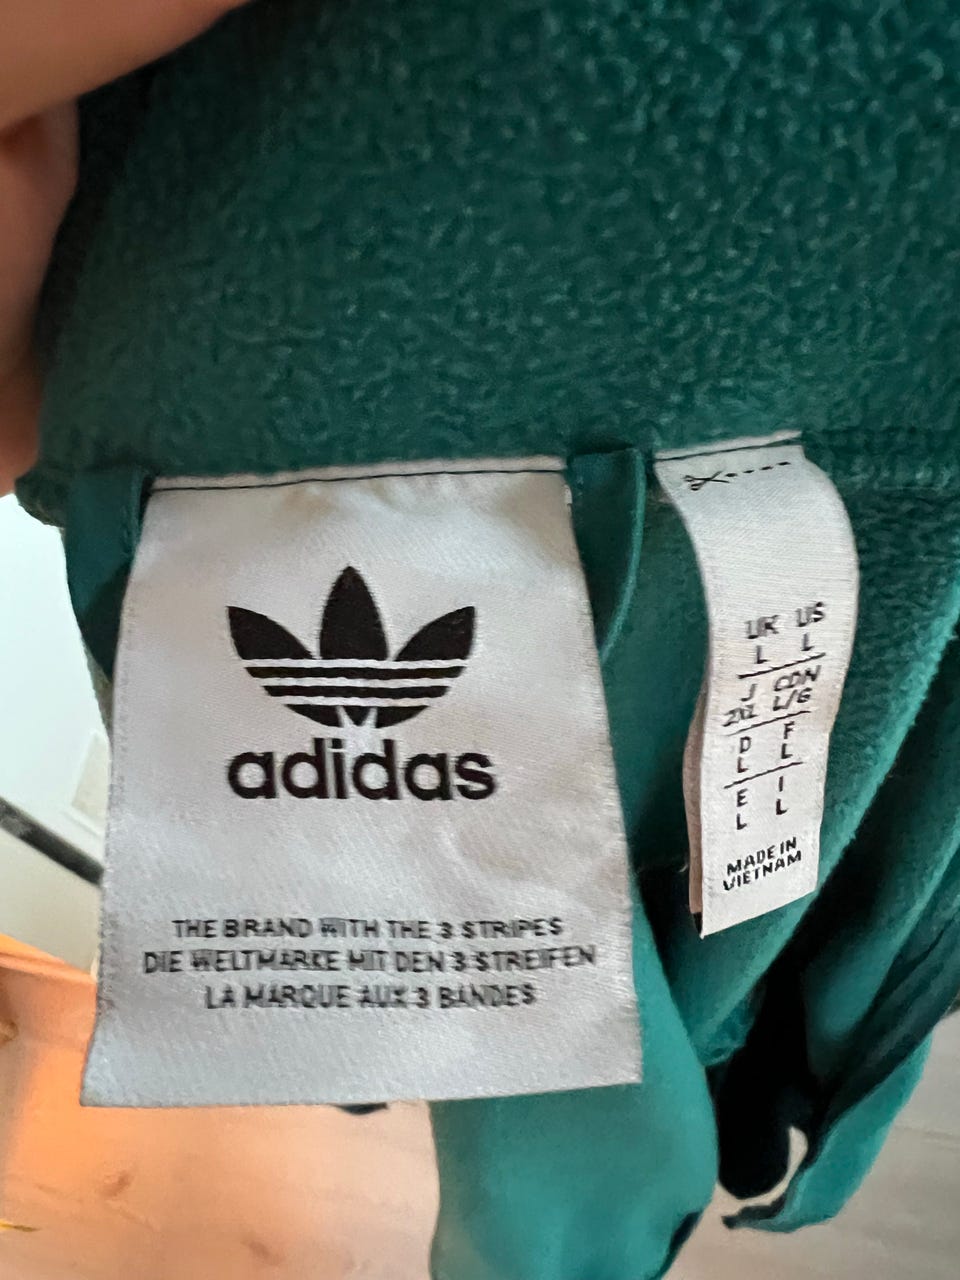 adidas
THE BRAND WITH THE 3 STRIPES
DIE WELTMARKE MIT DEN 3 STREIFEN
LA MARQUE AUX 3 BANDES
UK US
L L
J CDN
2XL L/G
D F
L L
E I
L L
MADE IN
VIETNAM